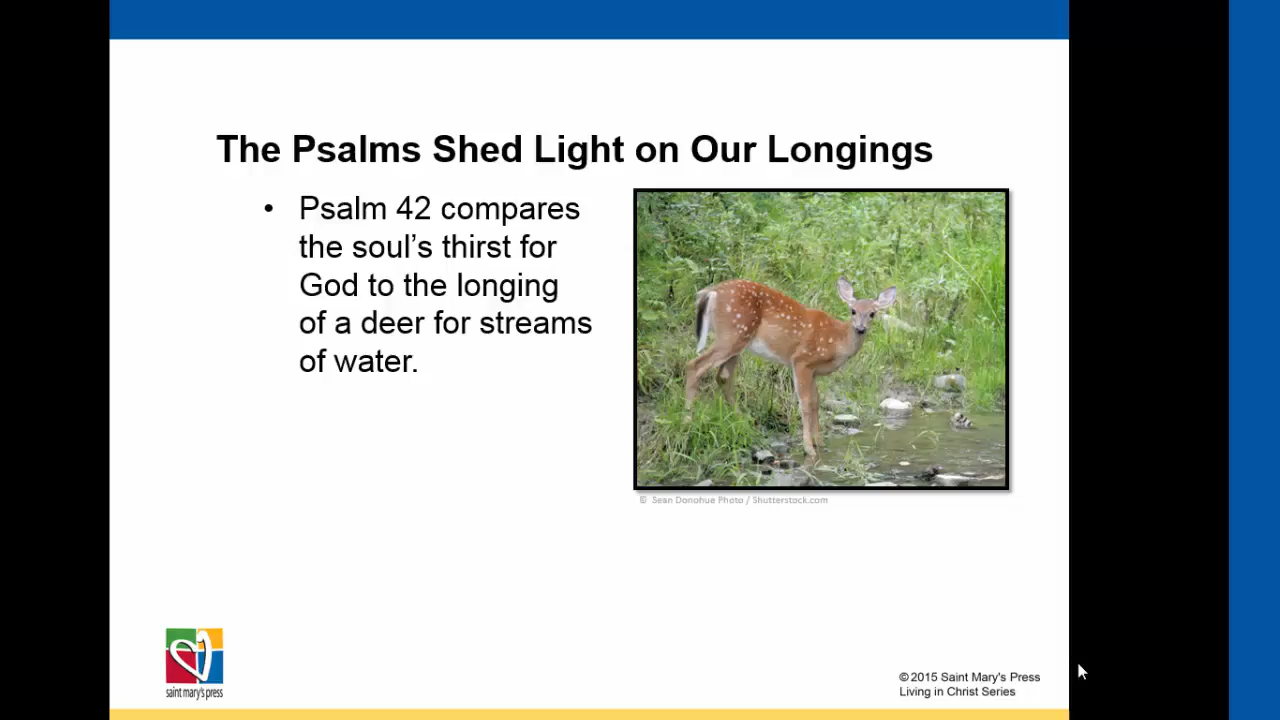 The Psalms Shed Light on Our Longings
• Psalm 42 compares
the soul's thirst for
God to the longing
of a deer for streams
of water.
© Sean Donohue Photo / Shutterstock.com
saint mary's press
©2015 Saint Mary's Press
Living in Christ Series